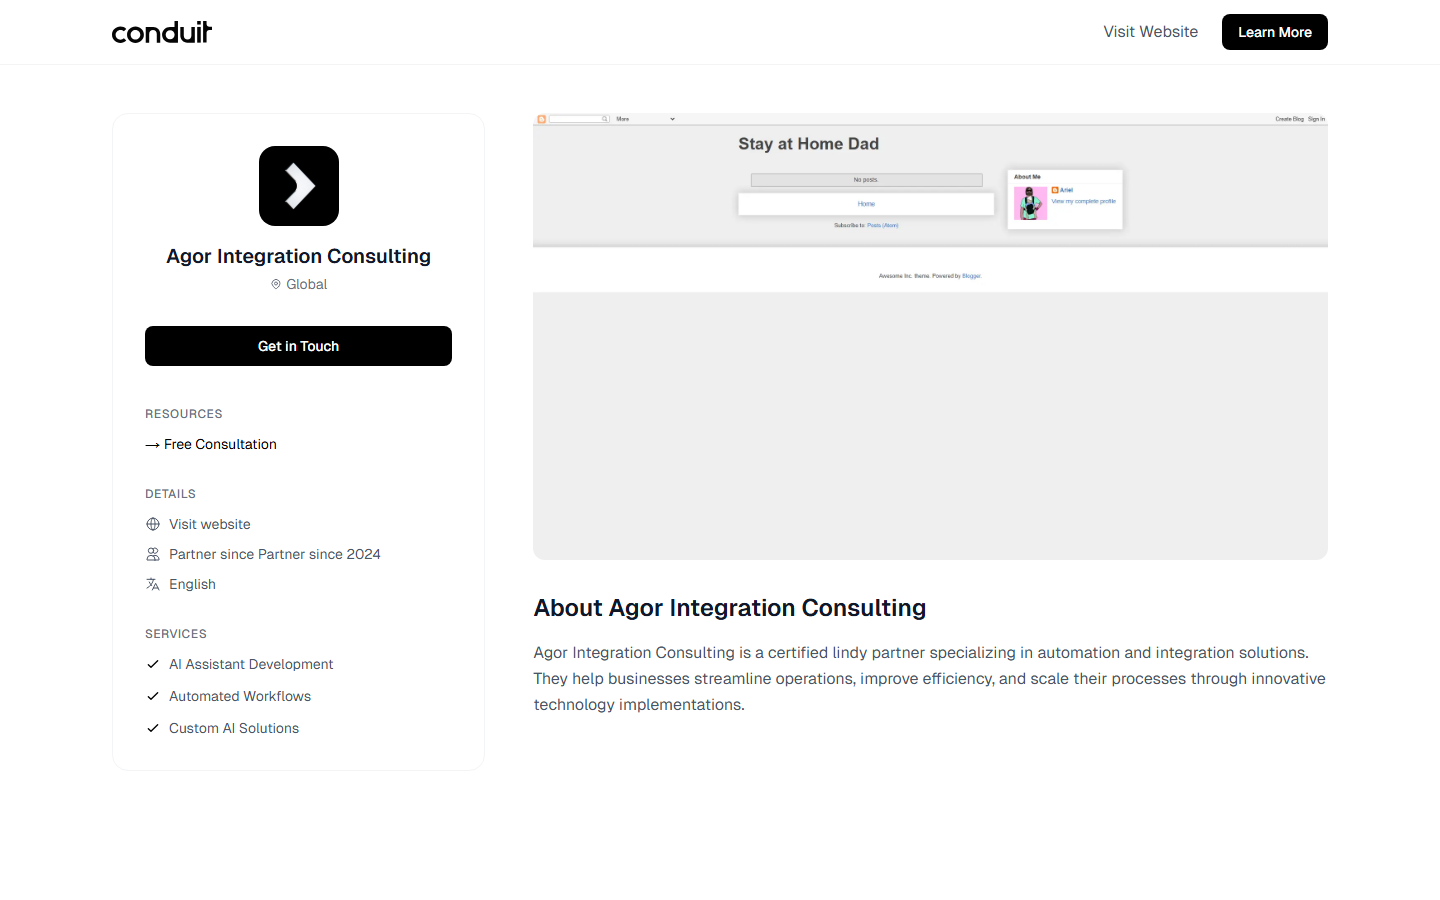 conduit
Visit Website
Learn More
Agor Integration Consulting
Global
Get in Touch
RESOURCES
→ Free Consultation
DETAILS
Visit website
Partner since Partner since 2024
English
SERVICES
AI Assistant Development
Automated Workflows
Custom AI Solutions
More
Create Blog Sign In
Stay at Home Dad
No posts.
Home
Subscribe to: Posts (Atom)
About Me
Ariel
View my complete profile
Awesome Inc. theme. Powered by Blogger.
About Agor Integration Consulting
Agor Integration Consulting is a certified lindy partner specializing in automation and integration solutions.
They help businesses streamline operations, improve efficiency, and scale their processes through innovative
technology implementations.